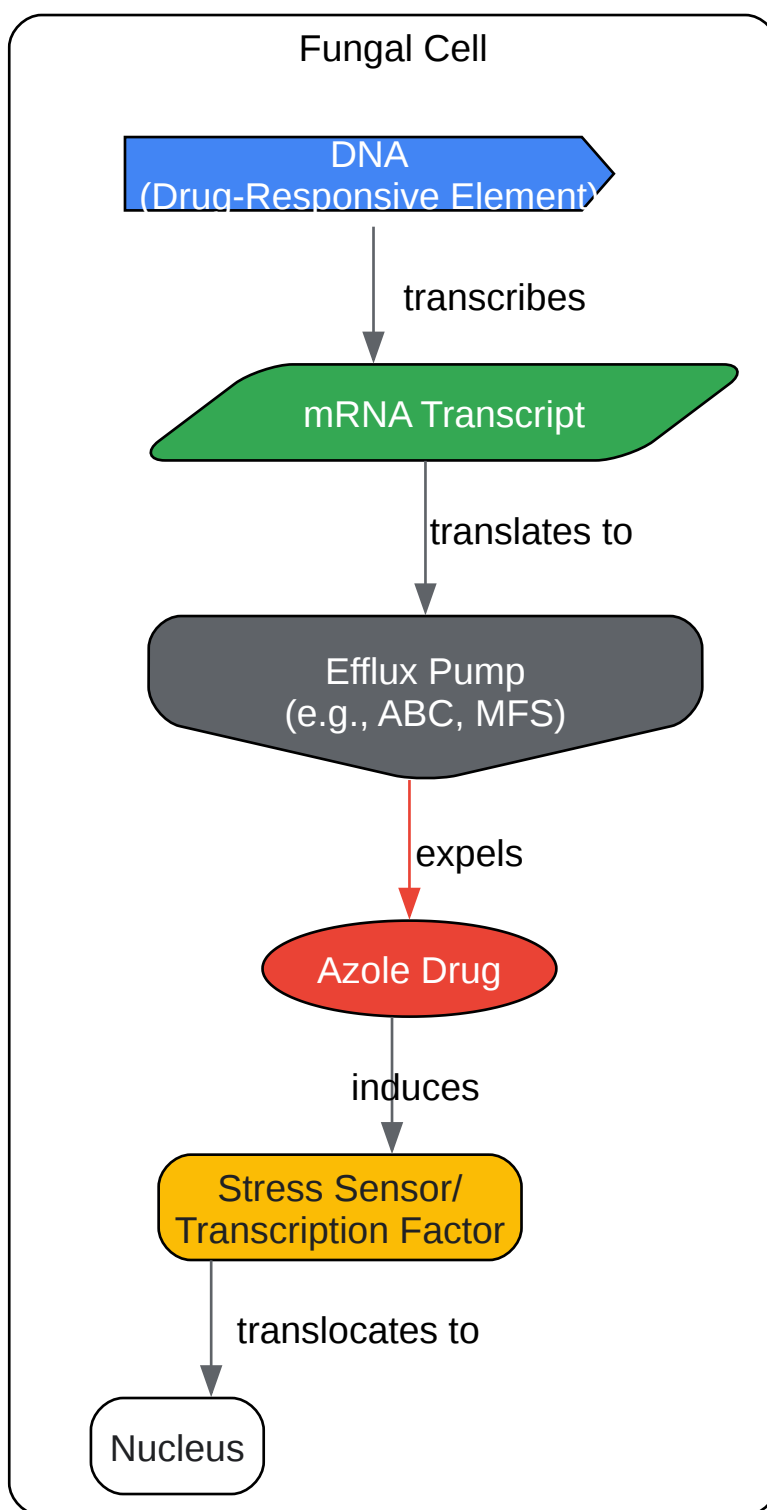 Fungal Cell
DNA
(Drug-Responsive Element)
transcribes
mRNA Transcript
translates to
Efflux Pump
(e.g., ABC, MFS)
expels
Azole Drug
induces
Stress Sensor/
Transcription Factor
translocates to
Nucleus